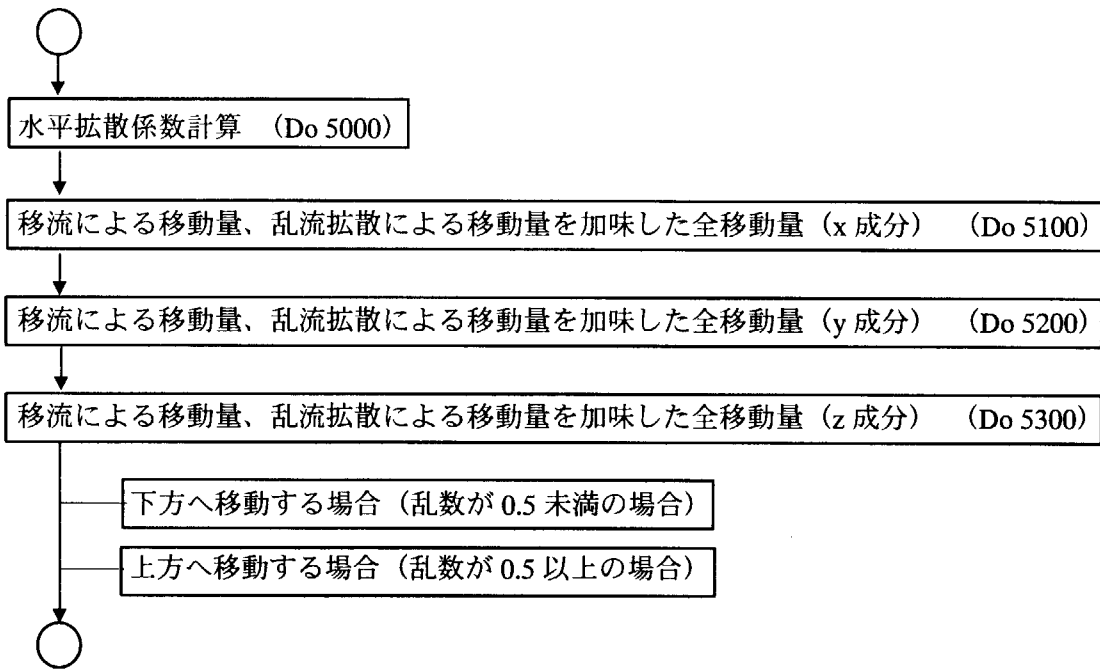 水平拡散係数計算 （Do 5000）
移流による移動量、乱流拡散による移動量を加味した全移動量（x 成分） （Do 5100）
移流による移動量、乱流拡散による移動量を加味した全移動量（y 成分） （Do 5200）
移流による移動量、乱流拡散による移動量を加味した全移動量（z 成分） （Do 5300）
下方へ移動する場合（乱数が 0.5 未満の場合）
上方へ移動する場合（乱数が 0.5 以上の場合）